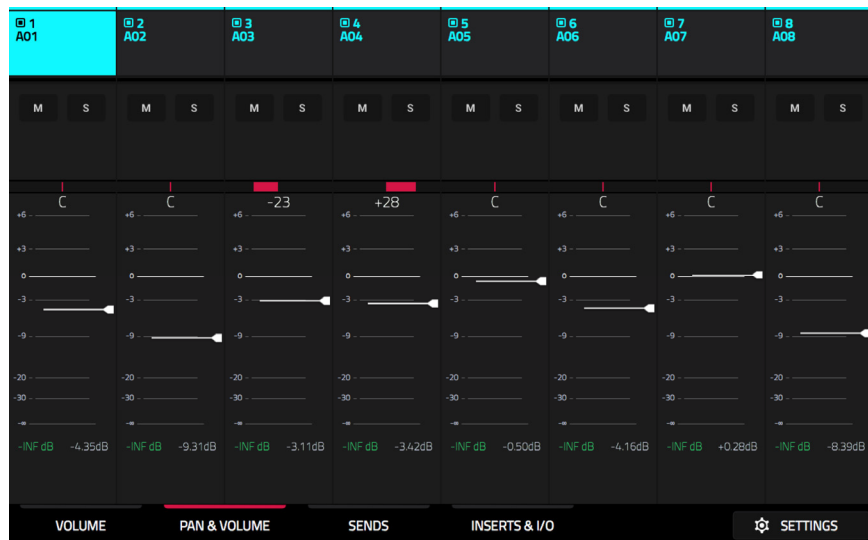 1 2 3 4 5 6 7 8
A01 A02 A03 A04 A05 A06 A07 A08
M S M S M S M S M S M S M S M S
C C -23 +28 C C C C
+6 +6 +6 +6 +6 +6 +6 +6
+3 +3 +3 +3 +3 +3 +3 +3
0 0 0 0 0 0 0 0
-3 -3 -3 -3 -3 -3 -3 -3
-9 -9 -9 -9 -9 -9 -9 -9
-20 -20 -20 -20 -20 -20 -20 -20
-30 -30 -30 -30 -30 -30 -30 -30
-∞ -∞ -∞ -∞ -∞ -∞ -∞ -∞
-INF dB -4.35dB -INF dB -9.31dB -INF dB -3.11dB -INF dB -3.42dB -INF dB -0.50dB -INF dB -4.16dB -INF dB +0.28dB -INF dB -8.39dB
VOLUME PAN & VOLUME SENDS INSERTS & I/O SETTINGS